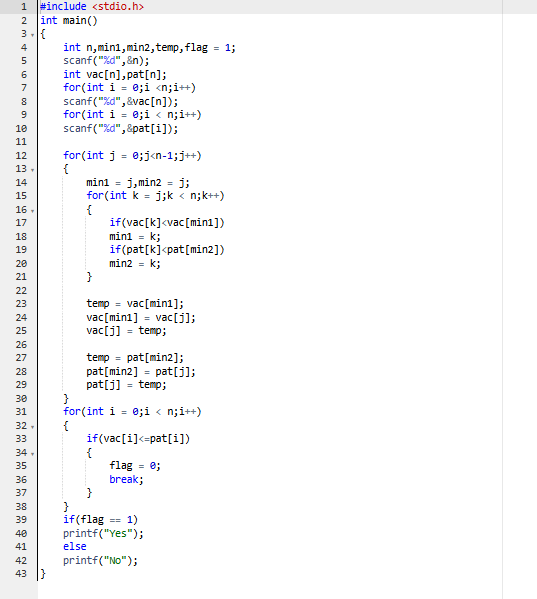 1 #include <stdio.h>
2 int main()
3 {
4 int n,min1,min2,temp,flag = 1;
5 scanf("%d",&n);
6 int vac[n],pat[n];
7 for(int i = 0;i <n;i++)
8 scanf("%d",&vac[n]);
9 for(int i = 0;i < n;i++)
10 scanf("%d",&pat[i]);
11
12 for(int j = 0;j<n-1;j++)
13 {
14 min1 = j,min2 = j;
15 for(int k = j;k < n;k++)
16 {
17 if(vac[k]<vac[min1])
18 min1 = k;
19 if(pat[k]<pat[min2])
20 min2 = k;
21 }
22
23 temp = vac[min1];
24 vac[min1] = vac[j];
25 vac[j] = temp;
26
27 temp = pat[min2];
28 pat[min2] = pat[j];
29 pat[j] = temp;
30 }
31 for(int i = 0;i < n;i++)
32 {
33 if(vac[i]<=pat[i])
34 {
35 flag = 0;
36 break;
37 }
38 }
39 if(flag == 1)
40 printf("Yes");
41 else
42 printf("No");
43 }